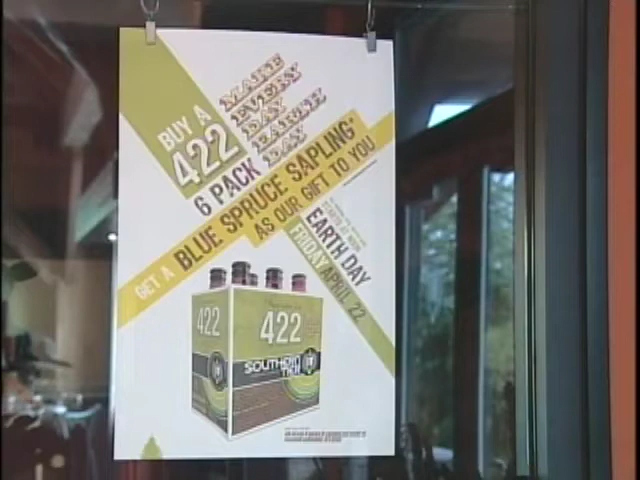 BUY A
422
6 PACK
MAKE
EVERY
DAY
EARTH
DAY
GET A BLUE SPRUCE SAPLING*
AS OUR GIFT TO YOU
EARTH DAY
FRIDAY APRIL 22
422
422
SOUTHERN
TIER